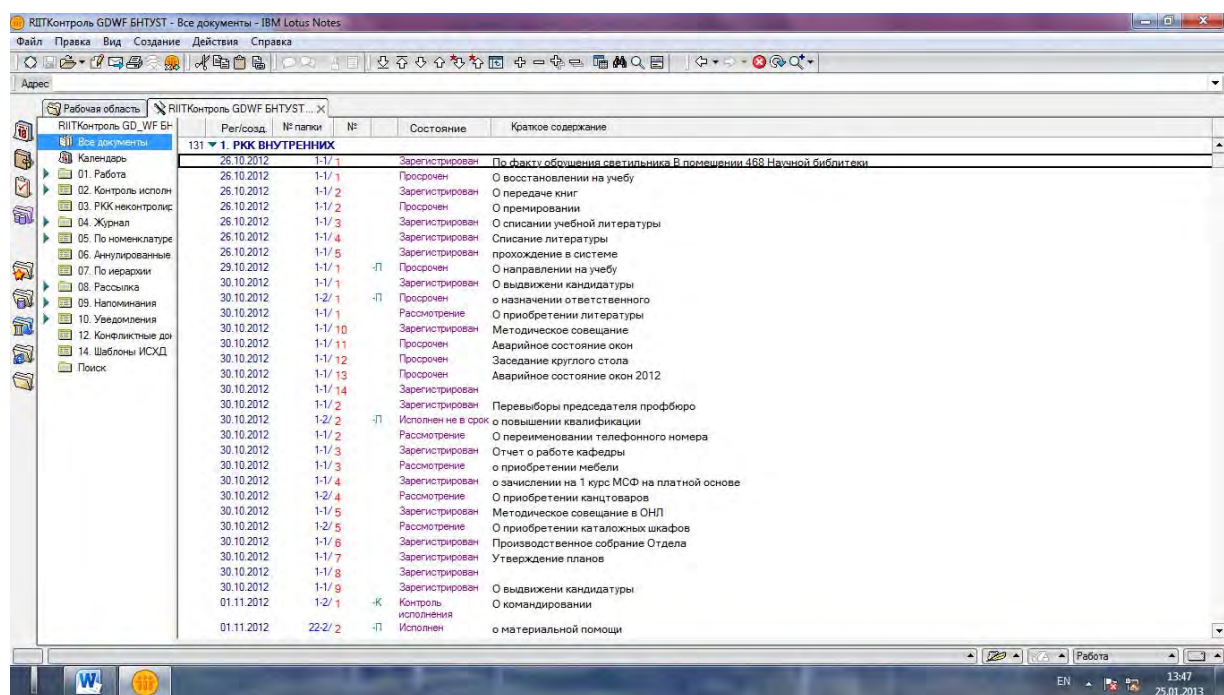 RIITКонтроль GDWF БНТУST - Все документы - IBM Lotus Notes
Файл Правка Вид Создание Действия Справка
Адрес
Рабочая область RIITКонтроль GDWF БНТУST...
RIITКонтроль GD_WF БН
Все документы
Календарь
01. Работа
02. Контроль исполн
03. РКК неконтролир
04. Журнал
05. По номенклатуре
06. Аннулированные
07. По иерархии
08. Рассылка
09. Напоминания
10. Уведомления
12. Конфликтные док
14. Шаблоны ИСХД
Поиск
Рег/созд. № папки № Состояние Краткое содержание
131 1. РКК ВНУТРЕННИХ
26.10.2012 1-1/ 1 Зарегистрирован По факту обрушения светильника В помещении 468 Научной библитеки
26.10.2012 1-1/ 1 Просрочен О восстановлении на учебу
26.10.2012 1-1/ 2 Зарегистрирован О передаче книг
26.10.2012 1-1/ 2 Просрочен О премировании
26.10.2012 1-1/ 3 Зарегистрирован О списании учебной литературы
26.10.2012 1-1/ 4 Зарегистрирован Списание литературы
26.10.2012 1-1/ 5 Зарегистрирован прохождение в системе
29.10.2012 1-1/ 1 -П Просрочен О направлении на учебу
30.10.2012 1-1/ 1 Зарегистрирован О выдвижени кандидатуры
30.10.2012 1-2/ 1 -П Просрочен о назначении ответственного
30.10.2012 1-1/ 1 Рассмотрение О приобретении литературы
30.10.2012 1-1/ 10 Зарегистрирован Методическое совещание
30.10.2012 1-1/ 11 Просрочен Аварийное состояние окон
30.10.2012 1-1/ 12 Просрочен Заседание круглого стола
30.10.2012 1-1/ 13 Просрочен Аварийное состояние окон 2012
30.10.2012 1-1/ 14 Зарегистрирован
30.10.2012 1-1/ 2 Зарегистрирован Перевыборы председателя профбюро
30.10.2012 1-2/ 2 -П Исполнен не в срок о повышении квалификации
30.10.2012 1-1/ 2 Рассмотрение О переименовании телефонного номера
30.10.2012 1-1/ 3 Зарегистрирован Отчет о работе кафедры
30.10.2012 1-1/ 3 Рассмотрение о приобретении мебели
30.10.2012 1-1/ 4 Зарегистрирован о зачислении на 1 курс МСФ на платной основе
30.10.2012 1-2/ 4 Рассмотрение О приобретении канцтоваров
30.10.2012 1-1/ 5 Зарегистрирован Методическое совещание в ОНЛ
30.10.2012 1-2/ 5 Рассмотрение О приобретении каталожных шкафов
30.10.2012 1-1/ 6 Зарегистрирован Производственное собрание Отдела
30.10.2012 1-1/ 7 Зарегистрирован Утверждение планов
30.10.2012 1-1/ 8 Зарегистрирован
30.10.2012 1-1/ 9 Зарегистрирован О выдвижени кандидатуры
01.11.2012 1-2/ 1 -К Контроль исполнения О командировании
01.11.2012 22-2/ 2 -П Исполнен о материальной помощи
Работа
EN 13:47
25.01.2013